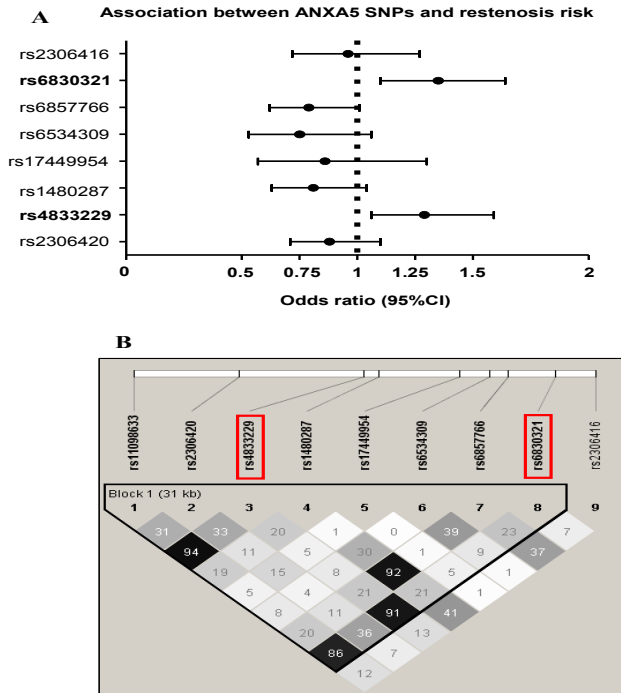 A
Association between ANXA5 SNPs and restenosis risk
rs2306416
rs6830321
rs6857766
rs6534309
rs17449954
rs1480287
rs4833229
rs2306420
0 0.5 0.75 1 1.25 1.5 2
Odds ratio (95%CI)
B
rs11098633
rs2306420
rs4833229
rs1480287
rs17449954
rs6534309
rs6857766
rs6830321
rs2306416
Block 1 (31 kb)
1 2 3 4 5 6 7 8 9
31 33 20 1 0 39 23 7
94 11 5 30 1 9 37
19 15 8 92 5 1
5 4 21 21 1
8 11 91 41
20 36 13
86 7
12